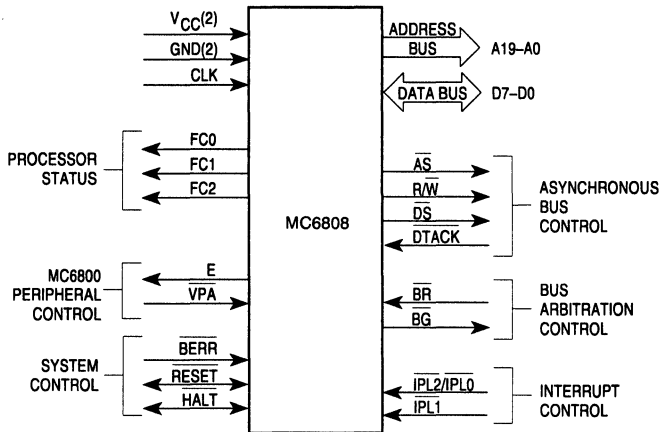 VCC(2)
GND(2)
CLK
ADDRESS
BUS
A19–A0
DATA BUS
D7–D0
PROCESSOR
STATUS
FC0
FC1
FC2
MC6808
AS
R/W
DS
DTACK
ASYNCHRONOUS
BUS
CONTROL
MC6800
PERIPHERAL
CONTROL
E
VPA
BR
BG
BUS
ARBITRATION
CONTROL
SYSTEM
CONTROL
BERR
RESET
HALT
IPL2/IPL0
IPL1
INTERRUPT
CONTROL